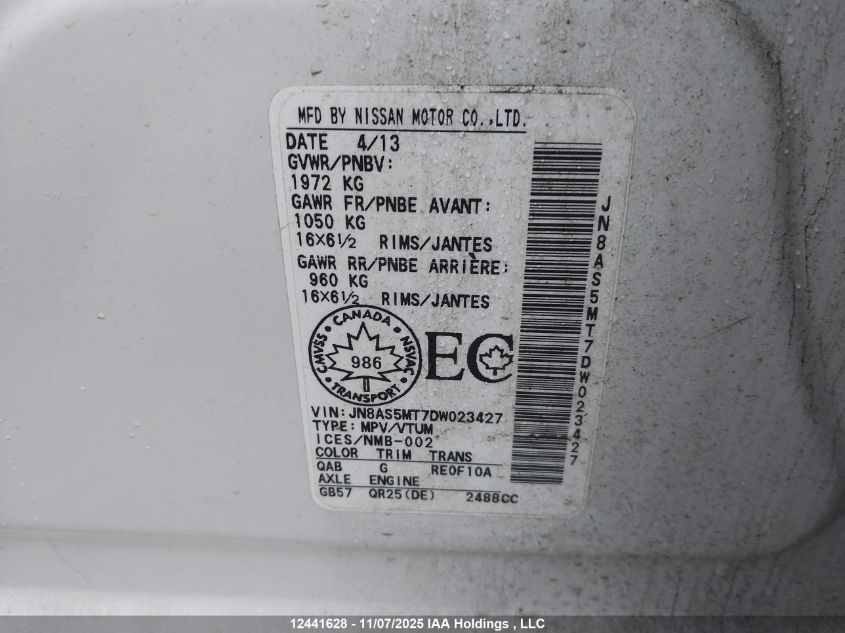 MFD BY NISSAN MOTOR CO.,LTD.
DATE 4/13
GVWR/PNBV:
1972 KG
GAWR FR/PNBE AVANT:
1050 KG
16X6½ RIMS/JANTES
GAWR RR/PNBE ARRIÈRE:
960 KG
16X6½ RIMS/JANTES
CANADA
CMVSS
NSVAC
986
TRANSPORT
EC
VIN: JN8AS5MT7DW023427
TYPE: MPV/VTUM
ICES/NMB-002
COLOR TRIM TRANS
QAB G RE0F10A
AXLE ENGINE
GB57 QR25(DE) 2488CC
JN8AS5MT7DW023427
12441628 - 11/07/2025 IAA Holdings , LLC